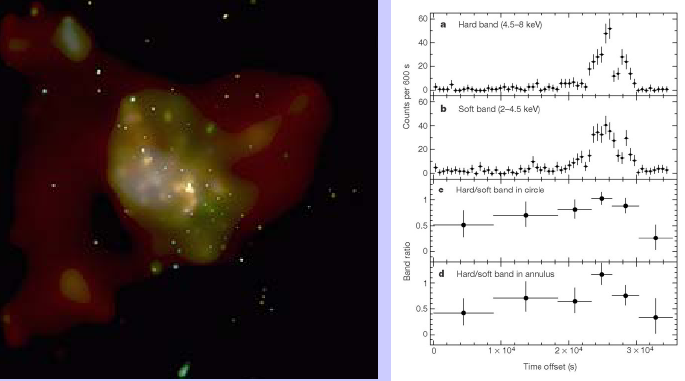 a Hard band (4.5–8 keV)
60
40
20
0
b Soft band (2–4.5 keV)
60
40
20
0
Counts per 600 s
c Hard/soft band in circle
1
0.5
0
d Hard/soft band in annulus
1
0.5
0
Band ratio
0 1 × 10⁴ 2 × 10⁴ 3 × 10⁴
Time offset (s)